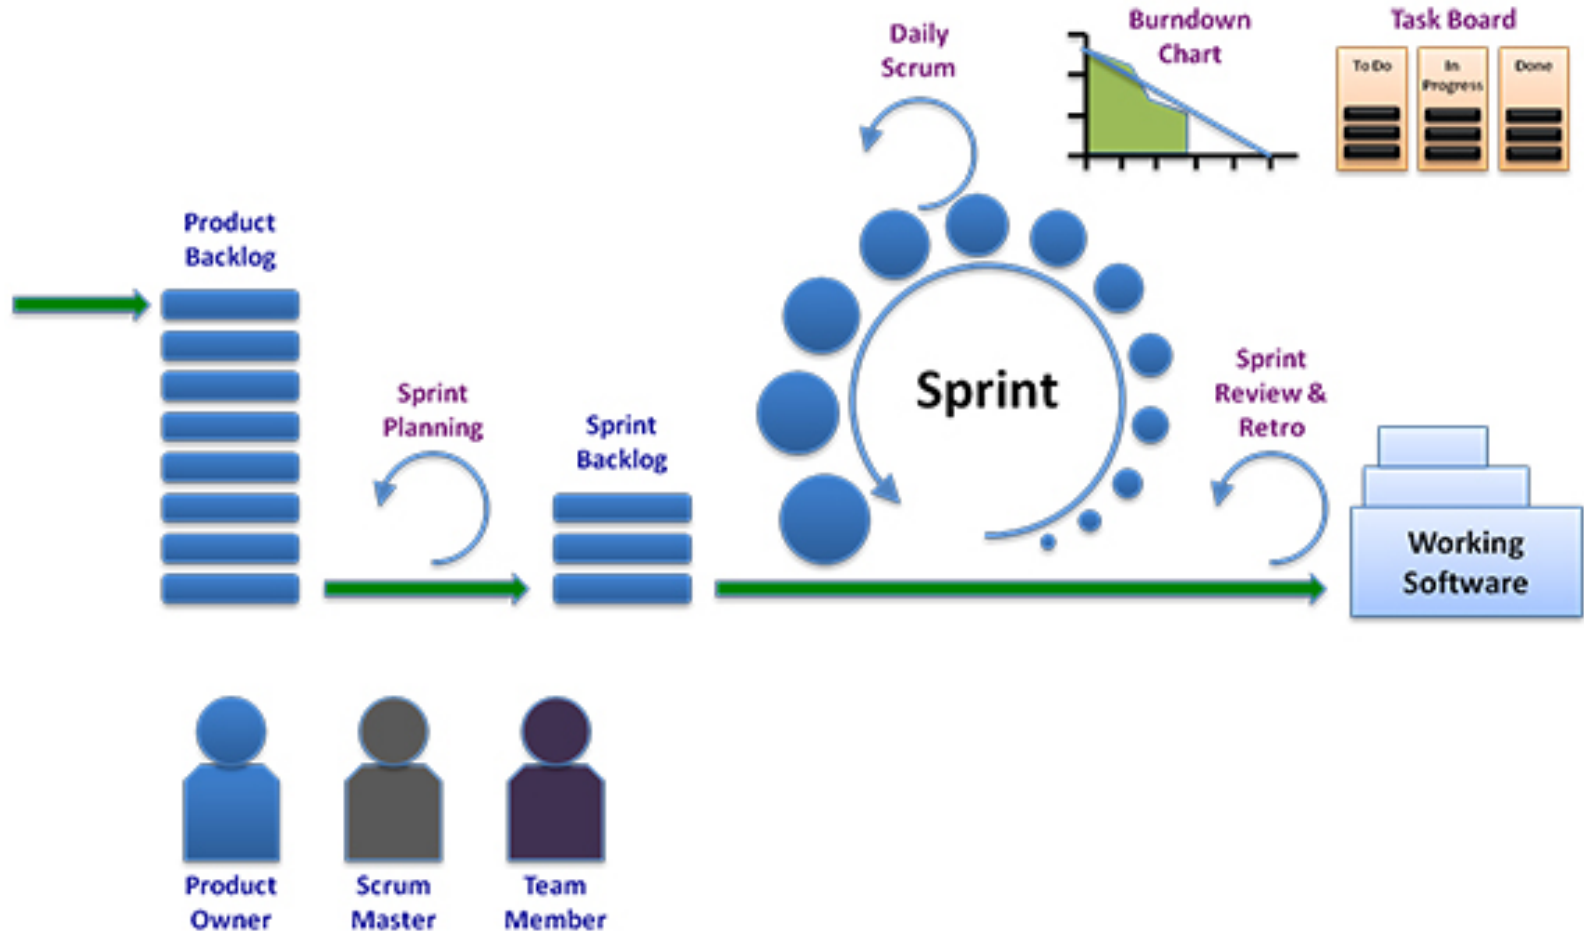 Daily
Scrum
Burndown
Chart
Task Board
To Do
In
Progress
Done
Product
Backlog
Sprint
Planning
Sprint
Backlog
Sprint
Sprint
Review &
Retro
Working
Software
Product
Owner
Scrum
Master
Team
Member